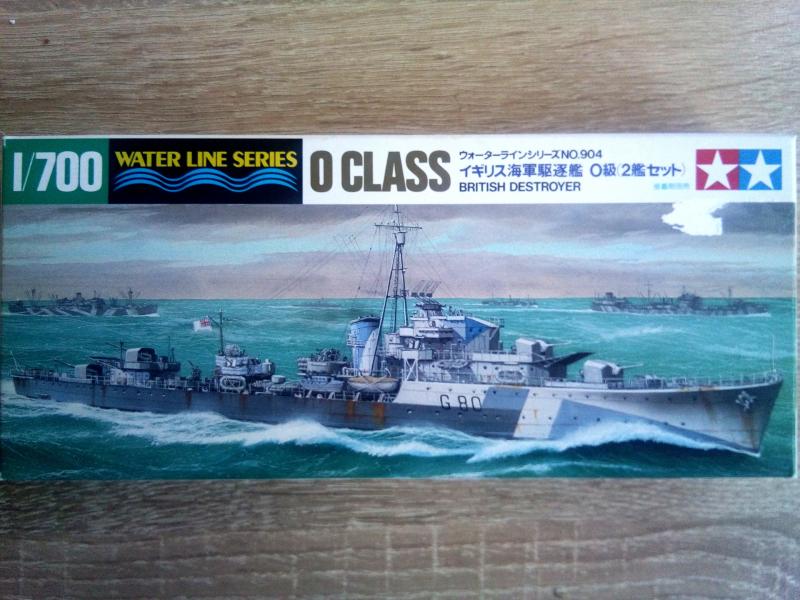 1/700
WATER LINE SERIES
O CLASS
ウォーターラインシリーズNO.904
イギリス海軍駆逐艦 O級(2艦セット)
BRITISH DESTROYER
G 80